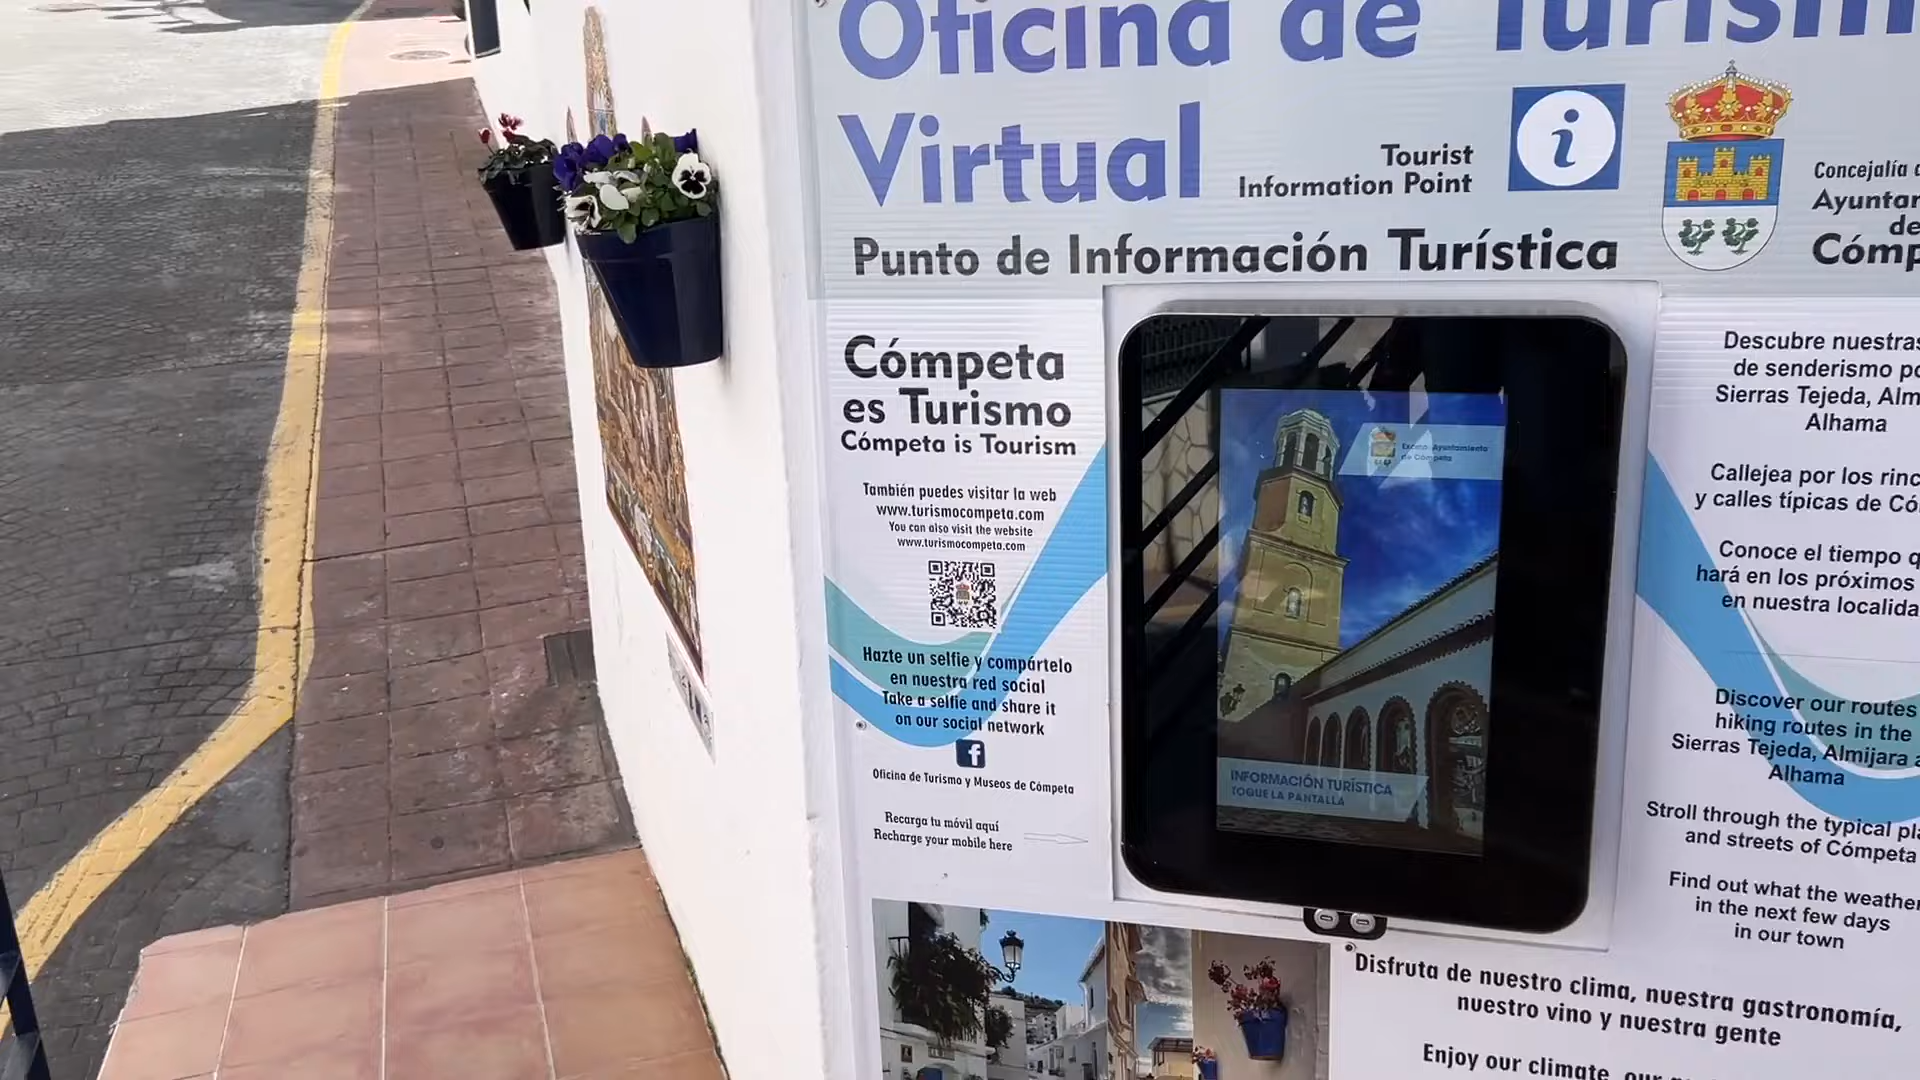 Oficina de Turism
Virtual
Tourist
Information Point
i
Punto de Información Turística
Concejalía
Ayuntar
de
Cómp
Cómpeta
es Turismo
Cómpeta is Tourism
También puedes visitar la web
www.turismocompeta.com
You can also visit the website
www.turismocompeta.com
Hazte un selfie y compártelo
en nuestra red social
Take a selfie and share it
on our social network
f
Oficina de Turismo y Museos de Cómpeta
Recarga tu móvil aquí
Recharge your mobile here
Excmo. Ayuntamiento
de Cómpeta
INFORMACIÓN TURÍSTICA
TOQUE LA PANTALLA
Descubre nuestras
de senderismo po
Sierras Tejeda, Alm
Alhama
Callejea por los rinc
y calles típicas de Có
Conoce el tiempo q
hará en los próximos
en nuestra localida
Discover our routes
hiking routes in the
Sierras Tejeda, Almijara a
Alhama
Stroll through the typical pla
and streets of Cómpeta
Find out what the weather
in the next few days
in our town
Disfruta de nuestro clima, nuestra gastronomía,
nuestro vino y nuestra gente
Enjoy our climate, our